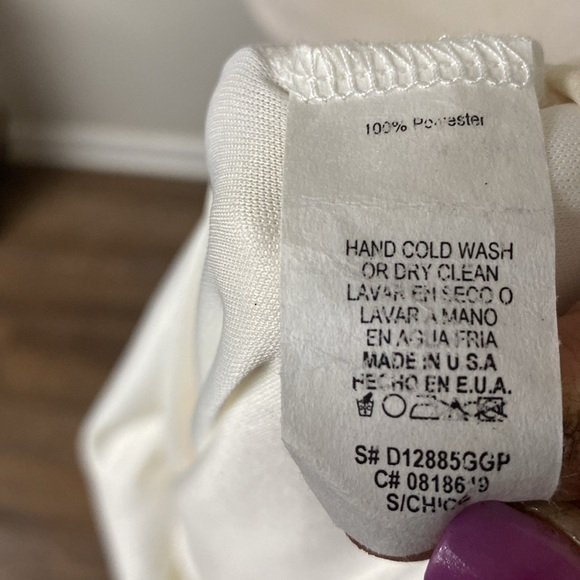 100% Polyester
HAND COLD WASH
OR DRY CLEAN
LAVAR EN SECO O
LAVAR A MANO
EN AGUA FRIA
MADE IN U S A
HECHO EN E.U.A.
S# D12885GGP
C#